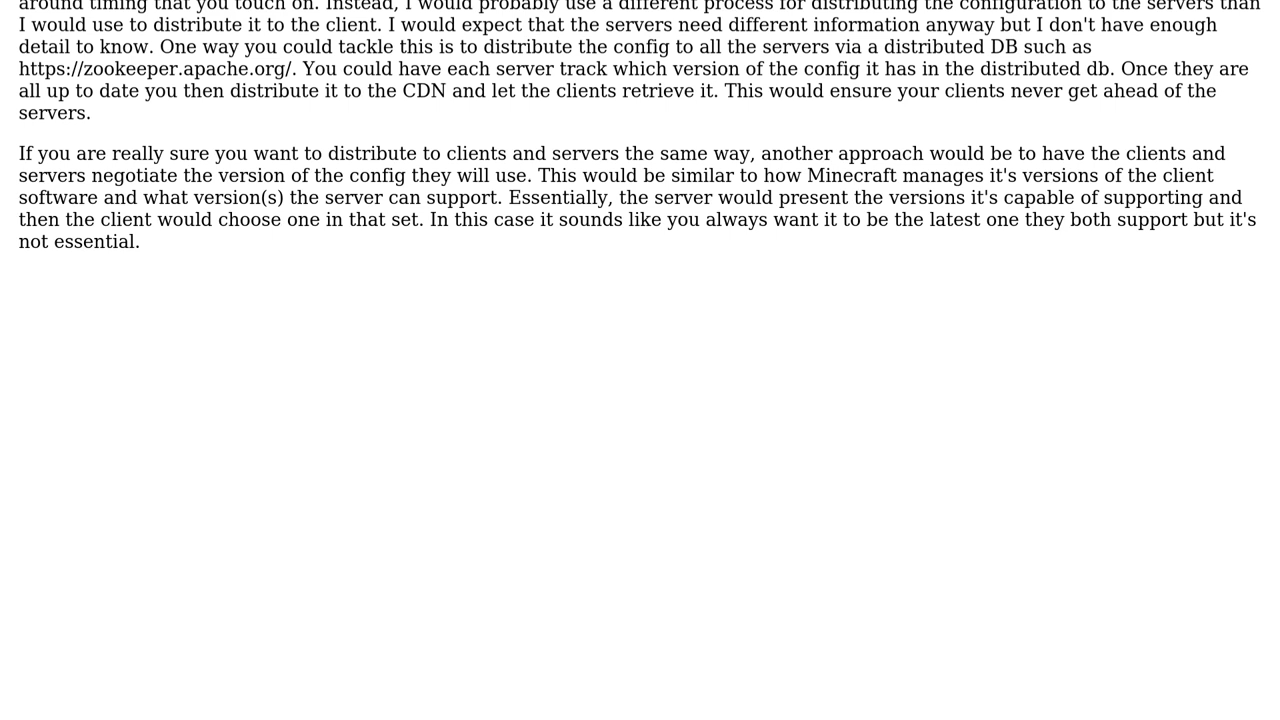 around timing that you touch on. Instead, I would probably use a different process for distributing the configuration to the servers than
I would use to distribute it to the client. I would expect that the servers need different information anyway but I don't have enough
detail to know. One way you could tackle this is to distribute the config to all the servers via a distributed DB such as
https://zookeeper.apache.org/. You could have each server track which version of the config it has in the distributed db. Once they are
all up to date you then distribute it to the CDN and let the clients retrieve it. This would ensure your clients never get ahead of the
servers.
If you are really sure you want to distribute to clients and servers the same way, another approach would be to have the clients and
servers negotiate the version of the config they will use. This would be similar to how Minecraft manages it's versions of the client
software and what version(s) the server can support. Essentially, the server would present the versions it's capable of supporting and
then the client would choose one in that set. In this case it sounds like you always want it to be the latest one they both support but it's
not essential.